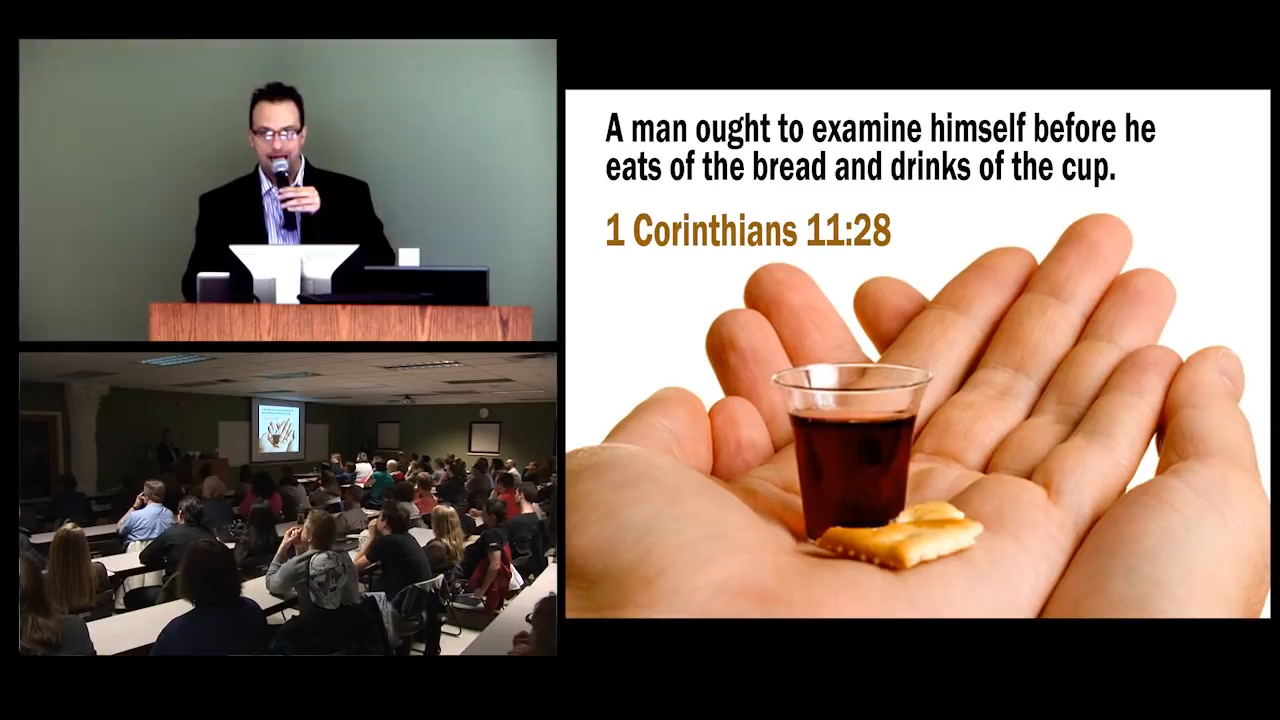 A man ought to examine himself before he
eats of the bread and drinks of the cup.
1 Corinthians 11:28